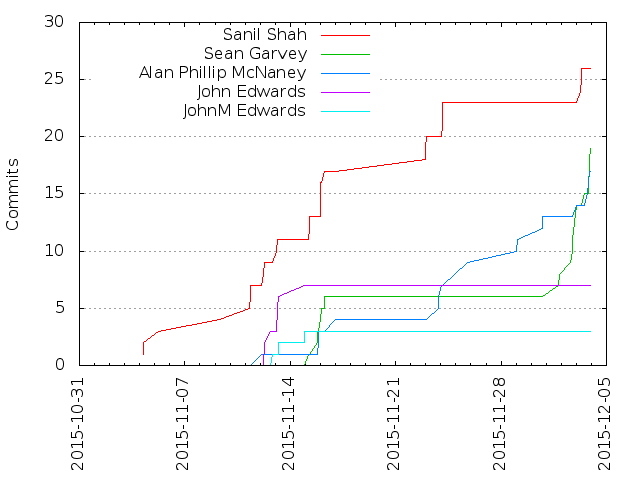 30
25
20
15
10
5
0
Commits
Sanil Shah
Sean Garvey
Alan Phillip McNaney
John Edwards
JohnM Edwards
2015-10-31
2015-11-07
2015-11-14
2015-11-21
2015-11-28
2015-12-05